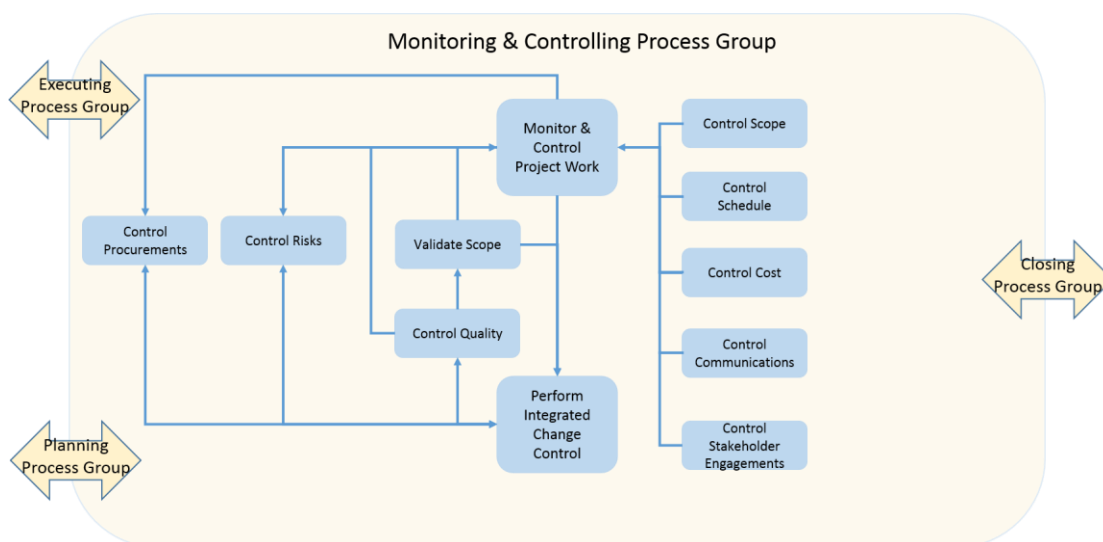 Monitoring & Controlling Process Group
Executing
Process Group
Monitor &
Control
Project Work
Control Scope
Control
Schedule
Control
Procurements
Control Risks
Validate Scope
Control Cost
Closing
Process Group
Control Quality
Control
Communications
Perform
Integrated
Change
Control
Planning
Process Group
Control
Stakeholder
Engagements